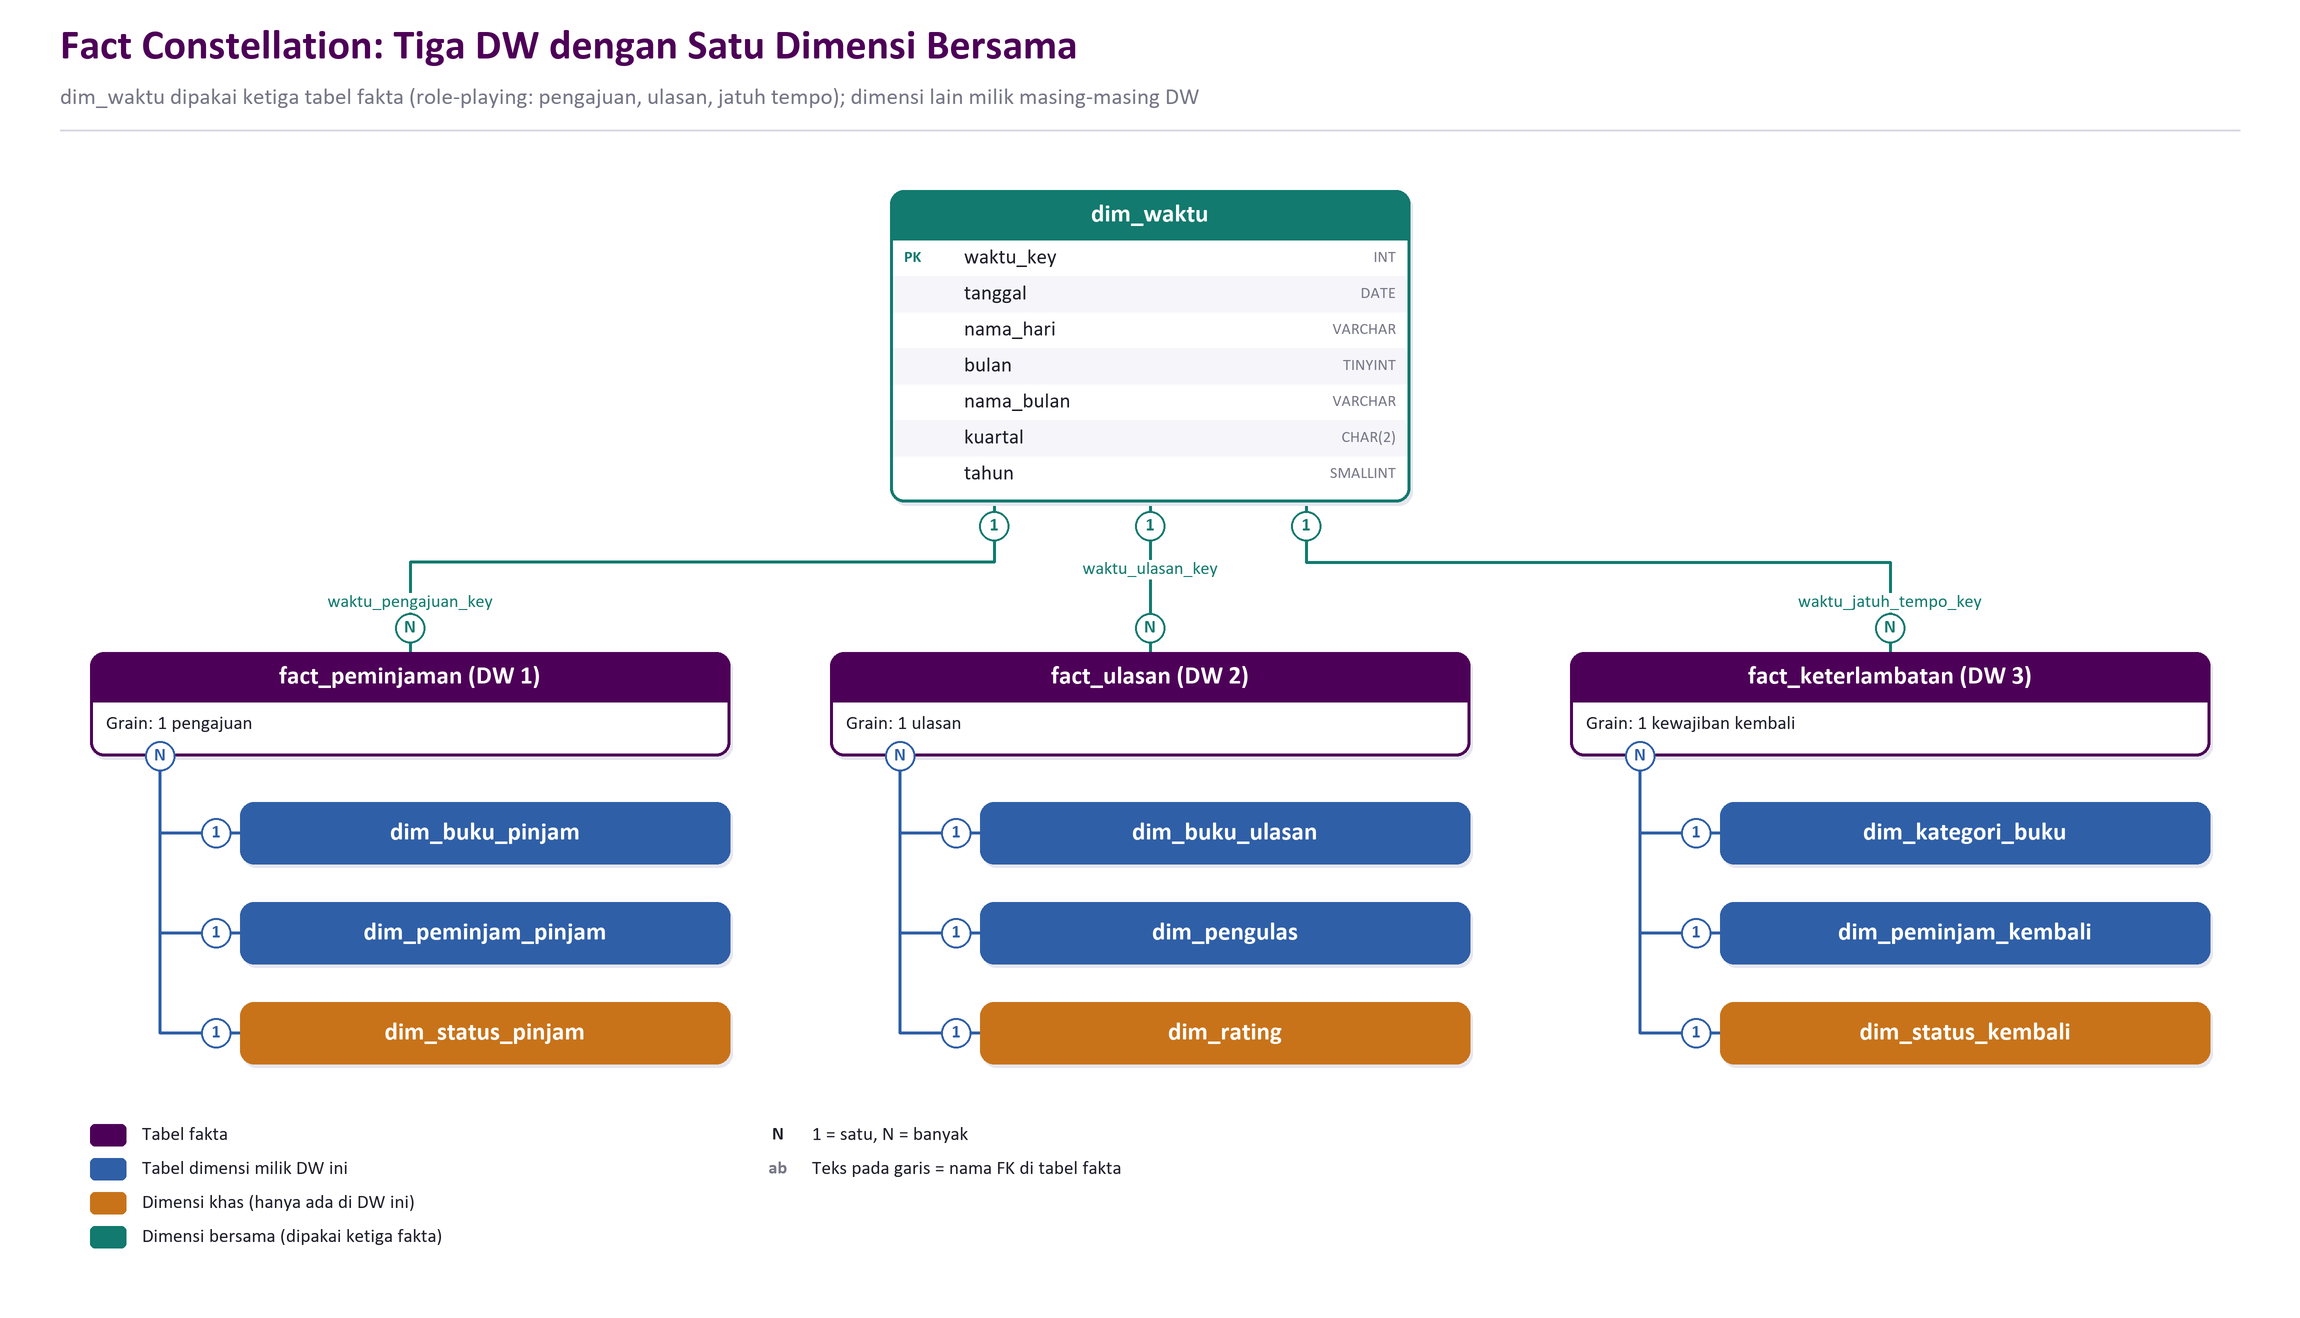 Fact Constellation: Tiga DW dengan Satu Dimensi Bersama
dim_waktu dipakai ketiga tabel fakta (role-playing: pengajuan, ulasan, jatuh tempo); dimensi lain milik masing-masing DW
dim_waktu
PK waktu_key INT
tanggal DATE
nama_hari VARCHAR
bulan TINYINT
nama_bulan VARCHAR
kuartal CHAR(2)
tahun SMALLINT
1 1 1
waktu_ulasan_key
waktu_pengajuan_key waktu_jatuh_tempo_key
N N N
fact_peminjaman (DW 1)
Grain: 1 pengajuan
N
1 dim_buku_pinjam
1 dim_peminjam_pinjam
1 dim_status_pinjam
fact_ulasan (DW 2)
Grain: 1 ulasan
N
1 dim_buku_ulasan
1 dim_pengulas
1 dim_rating
fact_keterlambatan (DW 3)
Grain: 1 kewajiban kembali
N
1 dim_kategori_buku
1 dim_peminjam_kembali
1 dim_status_kembali
Tabel fakta
Tabel dimensi milik DW ini
Dimensi khas (hanya ada di DW ini)
Dimensi bersama (dipakai ketiga fakta)
N 1 = satu, N = banyak
ab Teks pada garis = nama FK di tabel fakta